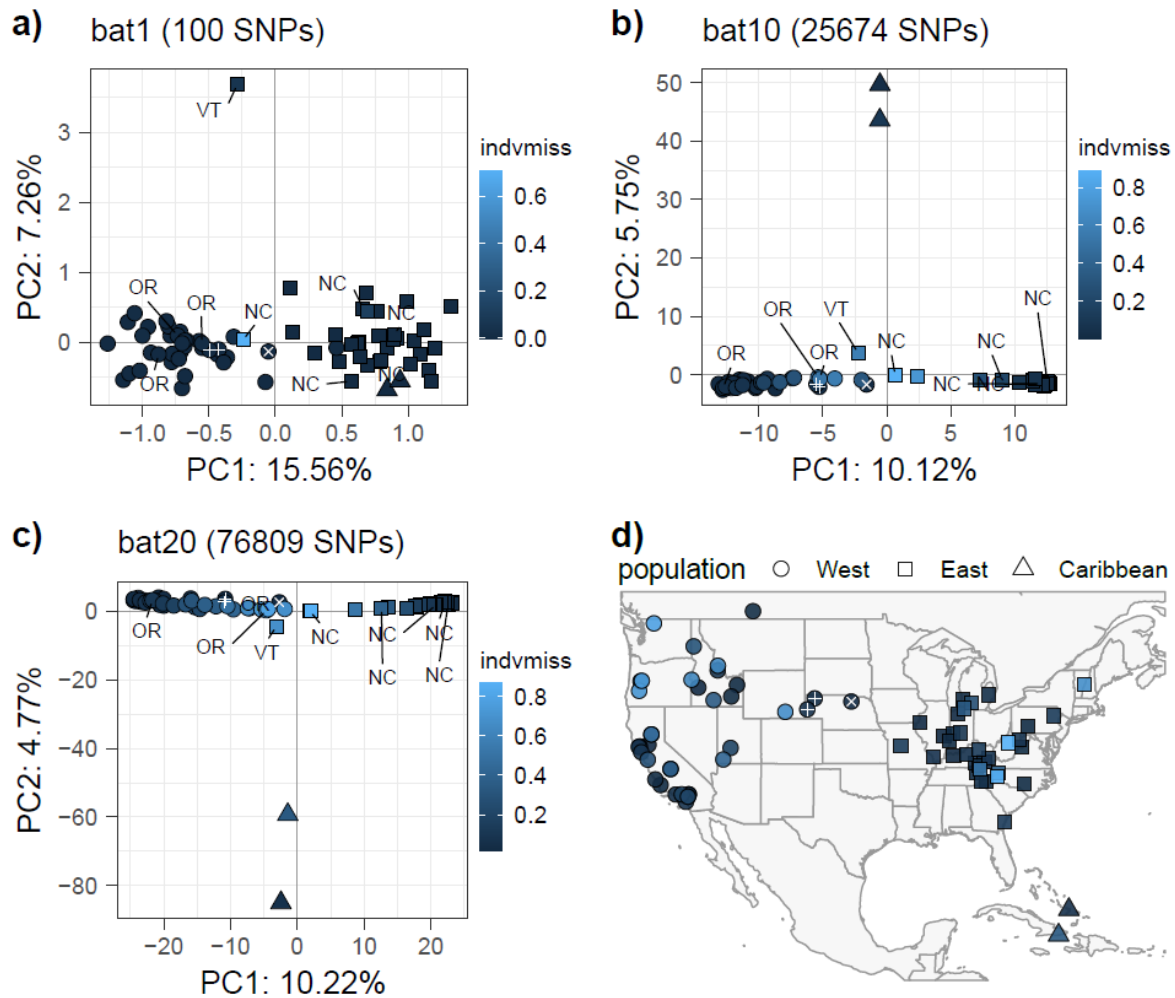 a) bat1 (100 SNPs)
VT
OR
OR
OR
NC
NC
NC
NC
NC
3
2
1
0
−1.0
−0.5
0.0
0.5
1.0
PC2: 7.26%
PC1: 15.56%
indvmiss
0.6
0.4
0.2
0.0
b) bat10 (25674 SNPs)
OR
OR
OR
VT
NC
NC
NC
NC
NC
50
40
30
20
10
0
−10
−5
0
5
10
PC2: 5.75%
PC1: 10.12%
indvmiss
0.8
0.6
0.4
0.2
c) bat20 (76809 SNPs)
OR
OR
OR
VT
NC
NC
NC
NC
NC
0
−20
−40
−60
−80
−20
−10
0
10
20
PC2: 4.77%
PC1: 10.22%
indvmiss
0.8
0.6
0.4
0.2
d)
population West East Caribbean